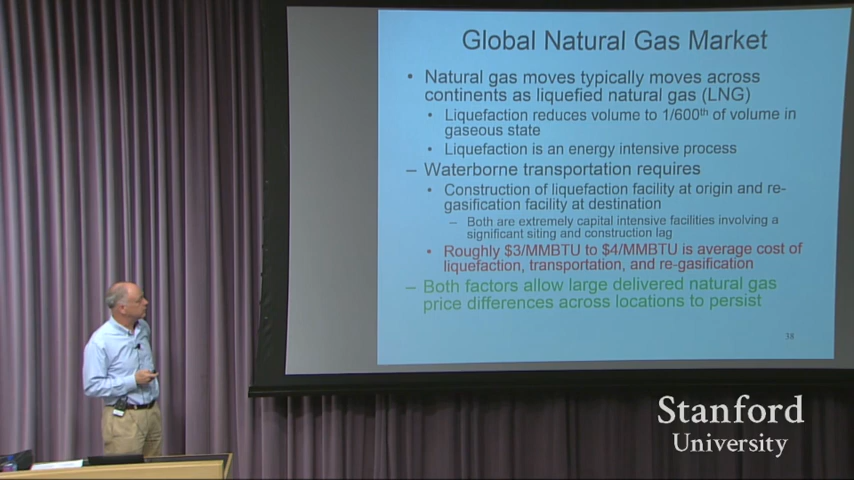 Global Natural Gas Market
• Natural gas moves typically moves across
continents as liquefied natural gas (LNG)
• Liquefaction reduces volume to 1/600th of volume in
gaseous state
• Liquefaction is an energy intensive process
– Waterborne transportation requires
• Construction of liquefaction facility at origin and re-
gasification facility at destination
– Both are extremely capital intensive facilities involving a
significant siting and construction lag
• Roughly $3/MMBTU to $4/MMBTU is average cost of
liquefaction, transportation, and re-gasification
– Both factors allow large delivered natural gas
price differences across locations to persist
38
Stanford
University